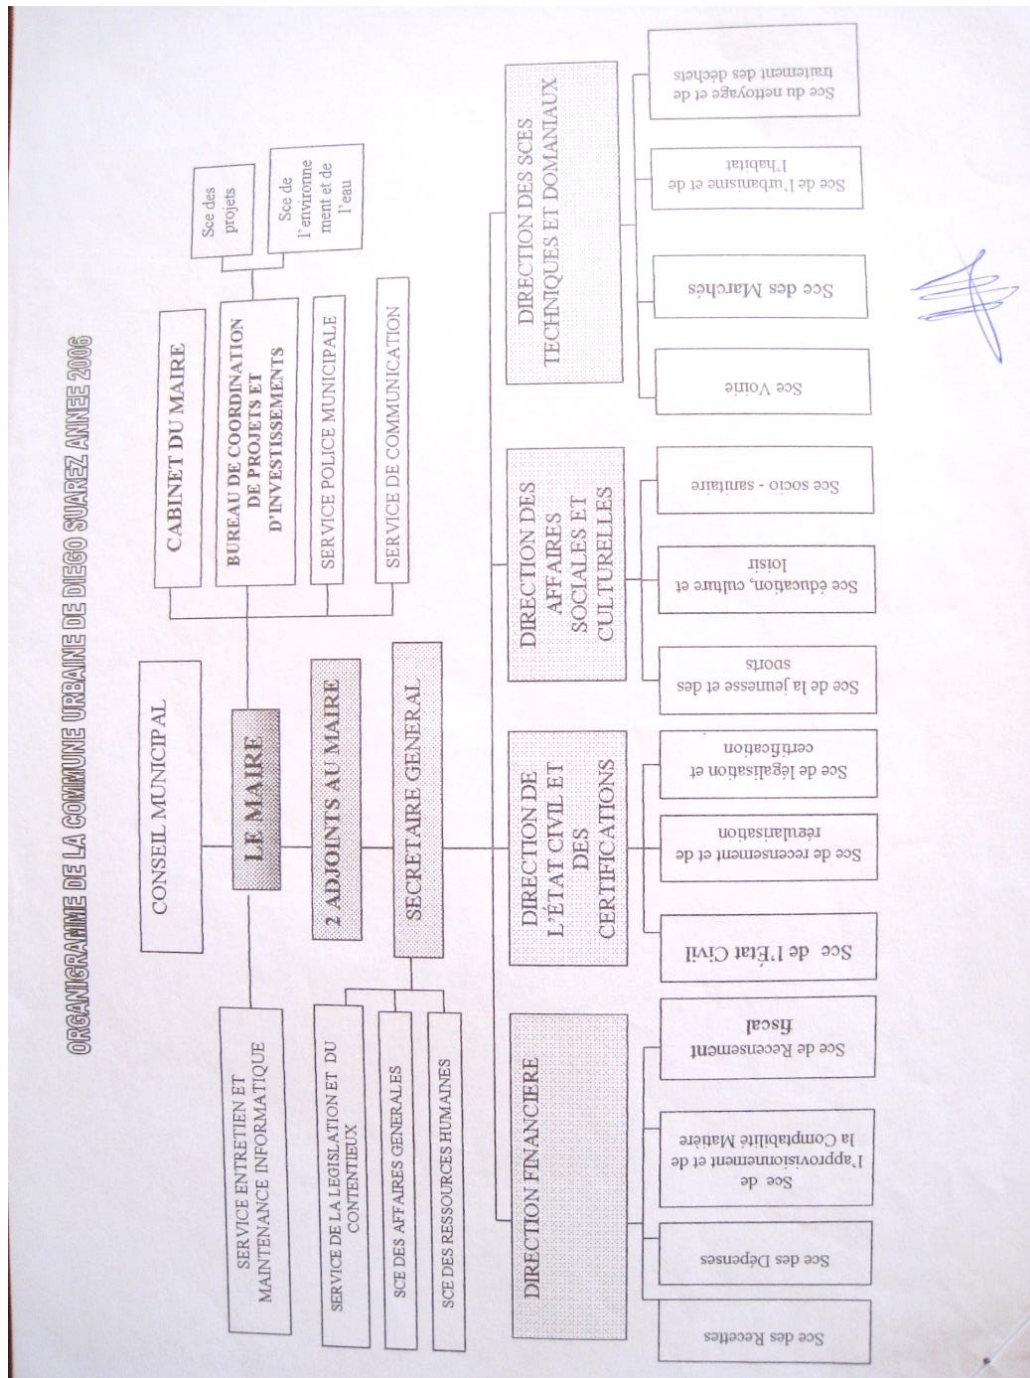 ORGANIGRAMME DE LA COMMUNE URBAINE DE DIEGO SUAREZ ANNEE 2006
CONSEIL MUNICIPAL
LE MAIRE
2 ADJOINTS AU MAIRE
SECRETAIRE GENERAL
SERVICE ENTRETIEN ET
MAINTENANCE INFORMATIQUE
SERVICE DE LA LEGISLATION ET DU
CONTENTIEUX
SCE DES AFFAIRES GENERALES
SCE DES RESSOURCES HUMAINES
CABINET DU MAIRE
BUREAU DE COORDINATION
DE PROJETS ET
D'INVESTISSEMENTS
SERVICE POLICE MUNICIPALE
SERVICE DE COMMUNICATION
Sce des
projets
Sce de
l'environne
ment et de
l'eau
DIRECTION FINANCIERE
DIRECTION DE
L'ÉTAT CIVIL ET
DES
CERTIFICATIONS
DIRECTION DES
AFFAIRES
SOCIALES ET
CULTURELLES
DIRECTION DES SCES
TECHNIQUES ET DOMANIAUX
Sce des Recettes
Sce des Dépenses
Sce de
l'approvisionnement et de
la Comptabilité Matière
Sce de Recensement
fiscal
Sce de l'État Civil
Sce de recensement et de
régularisation
Sce de légalisation et
certification
Sce de la jeunesse et des
sports
Sce éducation, culture et
loisir
Sce socio - sanitaire
Sce Voirie
Sce des Marchés
Sce de l'urbanisme et de
l'habitat
Sce du nettoyage et de
traitement des déchets